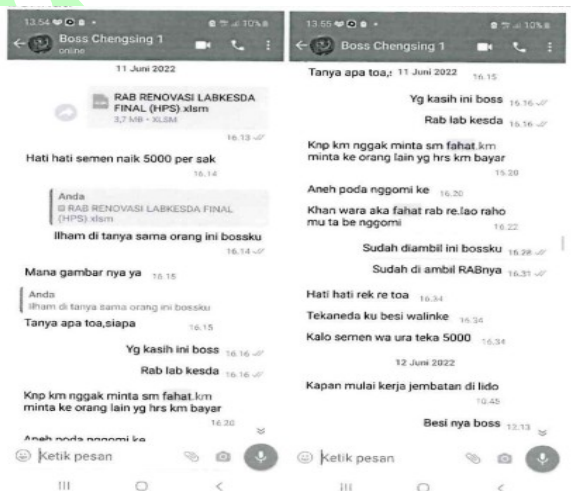 13.54
10%
Boss Chengsing 1
online
11 Juni 2022
RAB RENOVASI LABKESDA
FINAL (HPS) xlsm
3,7 MB • XLSM
16.13
Hati hati semen naik 5000 per sak
16.14
Anda
RAB RENOVASI LABKESDA FINAL
(HPS) xlsm
Ilham di tanya sama orang ini bossku
16.14
Mana gambar nya ya 16.15
Anda
Ilham di tanya sama orang ini bossku
Tanya apa toa,siapa 16.15
Yg kasih ini boss 16.16
Rab lab kesda 16.16
Knp km nggak minta sm fahat.km
minta ke orang lain yg hrs km bayar
16.20
Aneh poda nggomi ke
Ketik pesan
13.55
10%
Boss Chengsing 1
Tanya apa toa,s 11 Juni 2022 16.15
Yg kasih ini boss 16.16
Rab lab kesda 16.16
Knp km nggak minta sm fahat.km
minta ke orang lain yg hrs km bayar
Aneh poda nggomi ke 16.20
Khan wara aka fahat rab re.lao raho
mu ta be nggomi 16.22
Sudah diambil ini bossku 16.28
Sudah di ambil RABnya 16.31
Hati hati rek re toa 16.34
Tekaneda ku besi walinke 16.34
Kalo semen wa ura teka 5000 16.34
12 Juni 2022
Kapan mulai kerja jembatan di lido
10.45
Besi nya boss 12.13
Ketik pesan